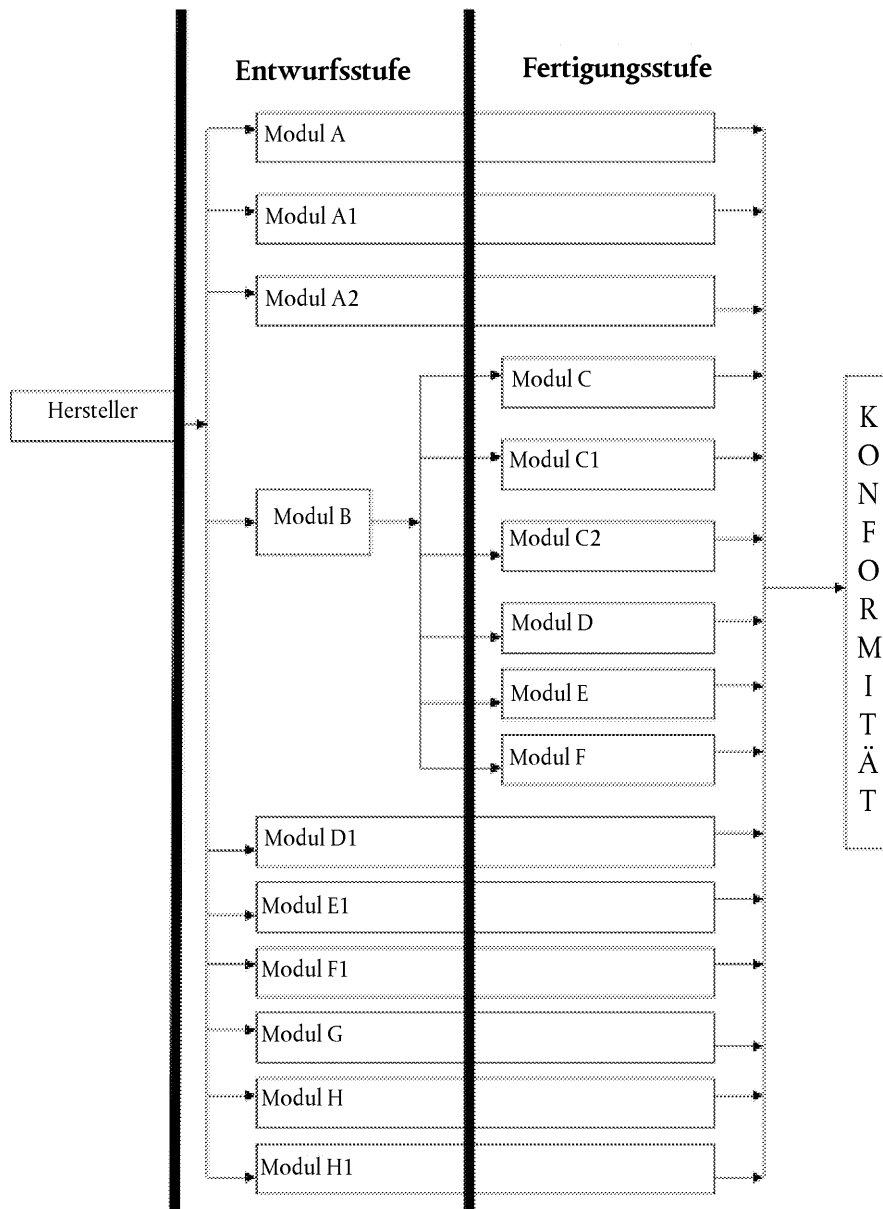 Entwurfsstufe
Fertigungsstufe
Modul A
Modul A1
Modul A2
Hersteller
Modul B
Modul C
Modul C1
Modul C2
Modul D
Modul E
Modul F
Modul D1
Modul E1
Modul F1
Modul G
Modul H
Modul H1
K
O
N
F
O
R
M
I
T
Ä
T